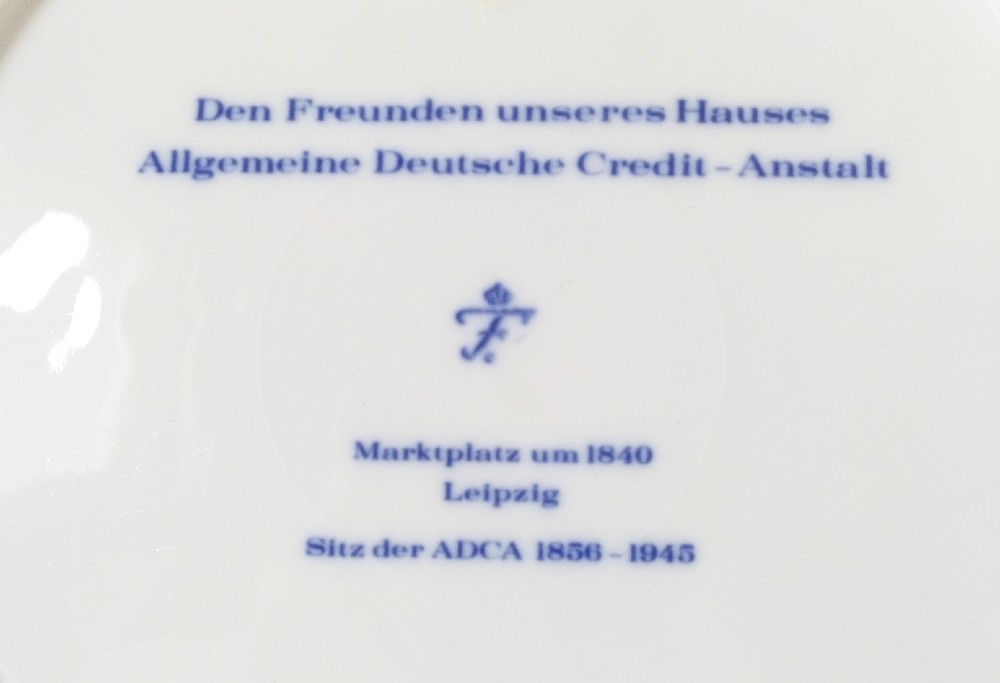 Den Freunden unseres Hauses
Allgemeine Deutsche Credit-Anstalt
F
Marktplatz um 1840
Leipzig
Sitz der ADCA 1856-1945